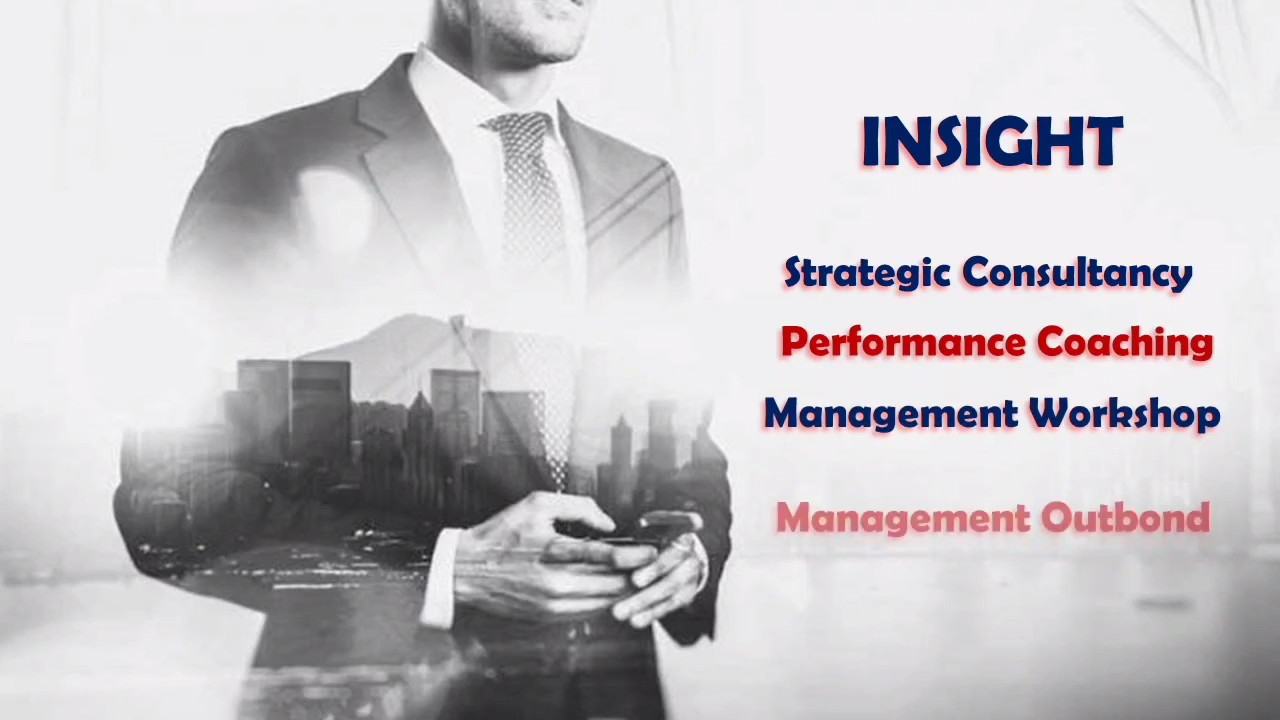 INSIGHT
Strategic Consultancy
Performance Coaching
Management Workshop
Management Outbond